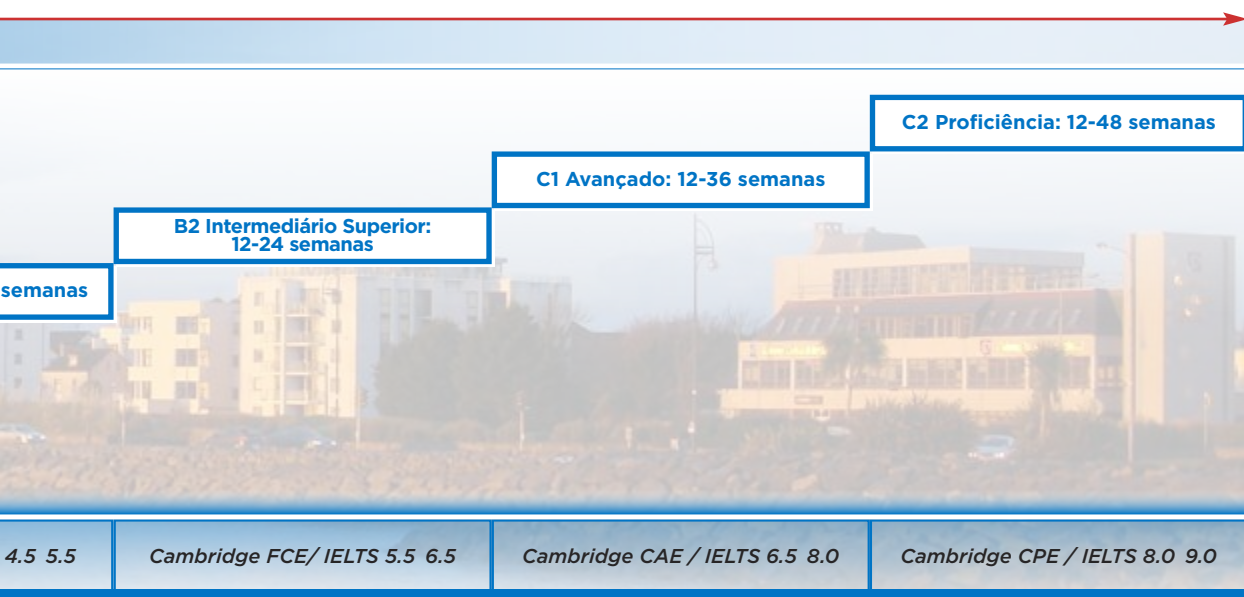 C2 Proficiência: 12-48 semanas
C1 Avançado: 12-36 semanas
B2 Intermediário Superior:
12-24 semanas
semanas
4.5 5.5
Cambridge FCE/ IELTS 5.5 6.5
Cambridge CAE / IELTS 6.5 8.0
Cambridge CPE / IELTS 8.0 9.0